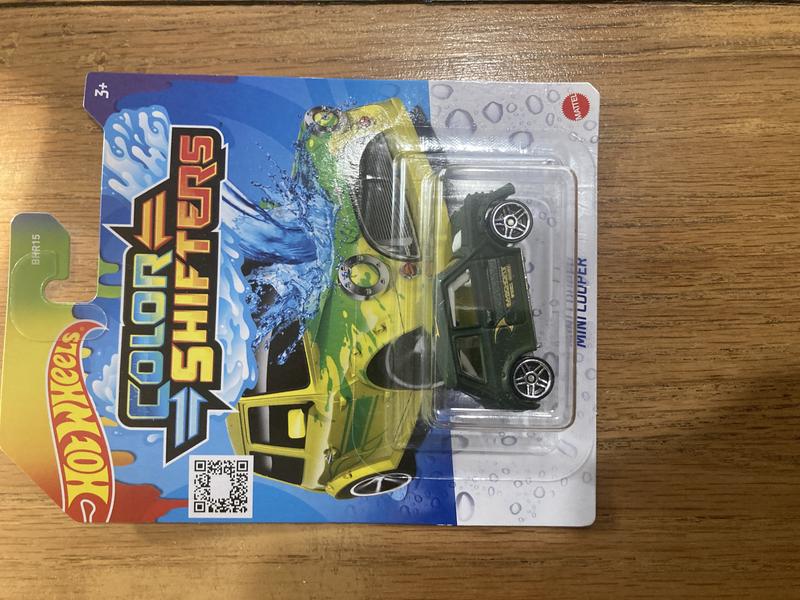 BHR15
HOT WHEELS
3+
COLOR
SHIFTERS
MATTEL
MINI COOPER